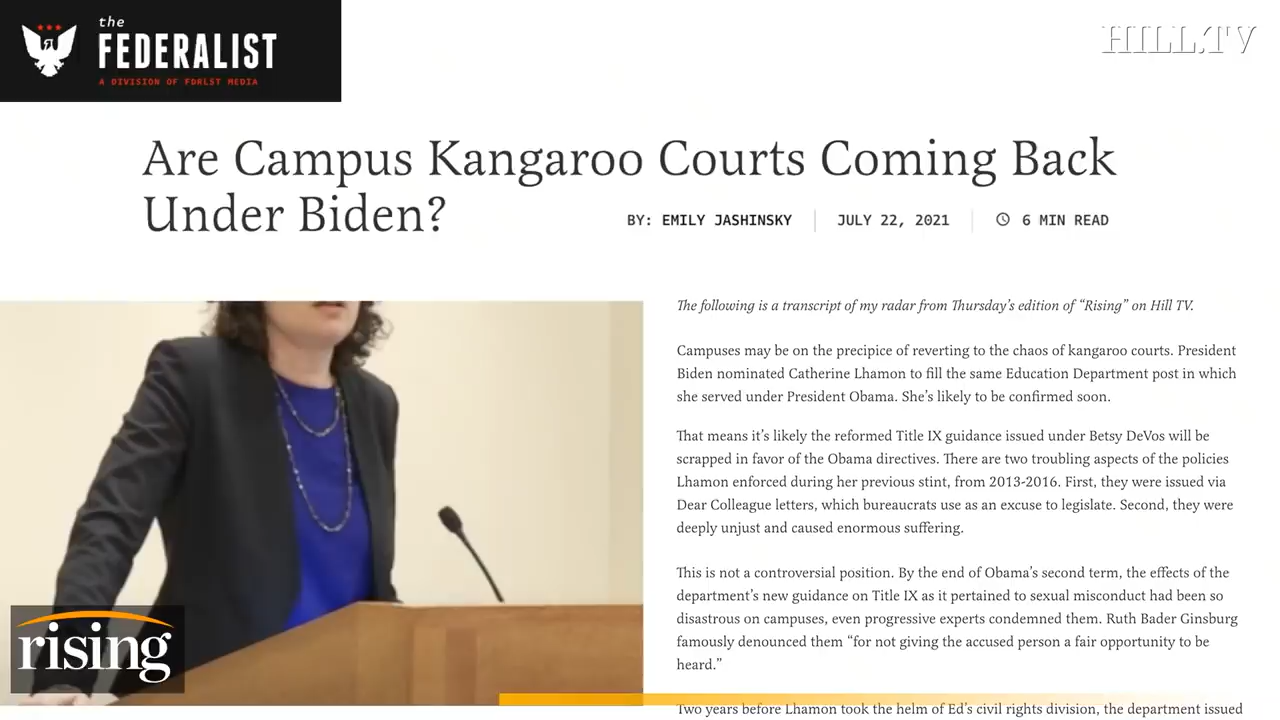 the
FEDERALIST
A DIVISION OF FDRLST MEDIA
HILL.TV
Are Campus Kangaroo Courts Coming Back
Under Biden?
BY: EMILY JASHINSKY JULY 22, 2021 6 MIN READ
The following is a transcript of my radar from Thursday's edition of “Rising” on Hill TV.
Campuses may be on the precipice of reverting to the chaos of kangaroo courts. President
Biden nominated Catherine Lhamon to fill the same Education Department post in which
she served under President Obama. She's likely to be confirmed soon.
That means it's likely the reformed Title IX guidance issued under Betsy DeVos will be
scrapped in favor of the Obama directives. There are two troubling aspects of the policies
Lhamon enforced during her previous stint, from 2013-2016. First, they were issued via
Dear Colleague letters, which bureaucrats use as an excuse to legislate. Second, they were
deeply unjust and caused enormous suffering.
This is not a controversial position. By the end of Obama's second term, the effects of the
department's new guidance on Title IX as it pertained to sexual misconduct had been so
disastrous on campuses, even progressive experts condemned them. Ruth Bader Ginsburg
famously denounced them “for not giving the accused person a fair opportunity to be
heard.”
Two years before Lhamon took the helm of Ed's civil rights division, the department issued
rising